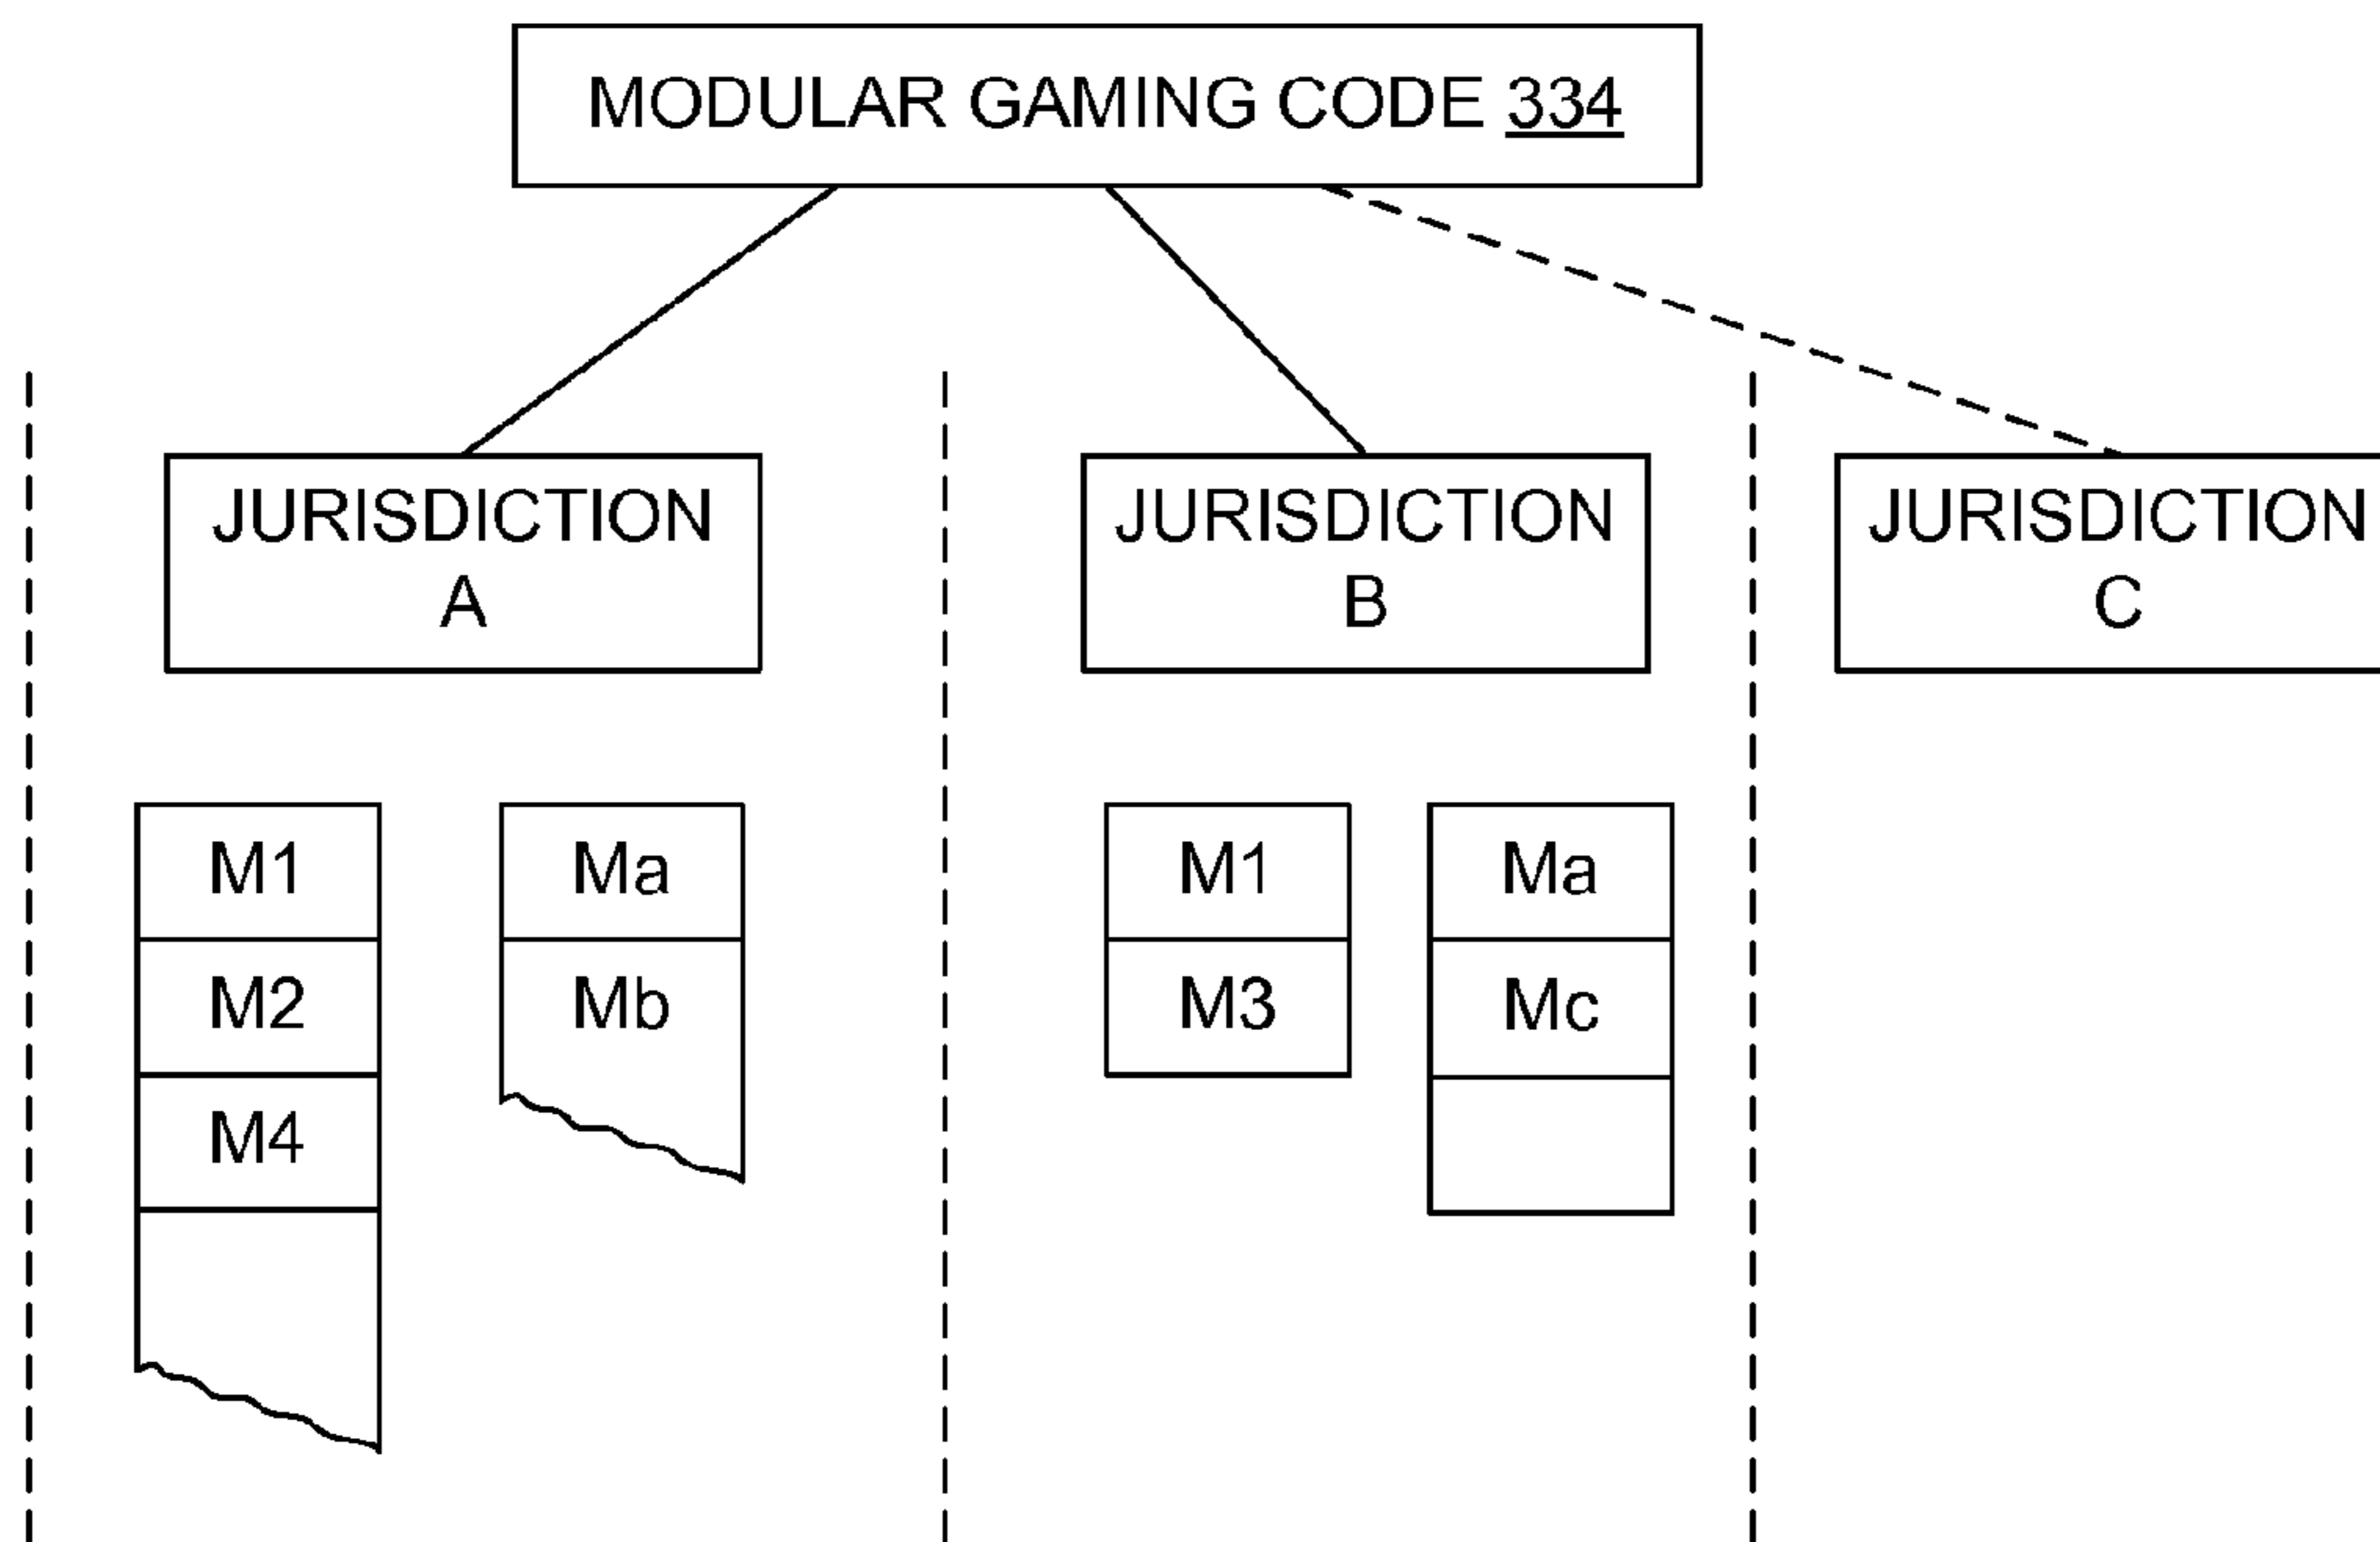 MODULAR GAMING CODE 334
JURISDICTION
A
JURISDICTION
B
JURISDICTION
C
M1
M2
M4
Ma
Mb
M1
M3
Ma
Mc